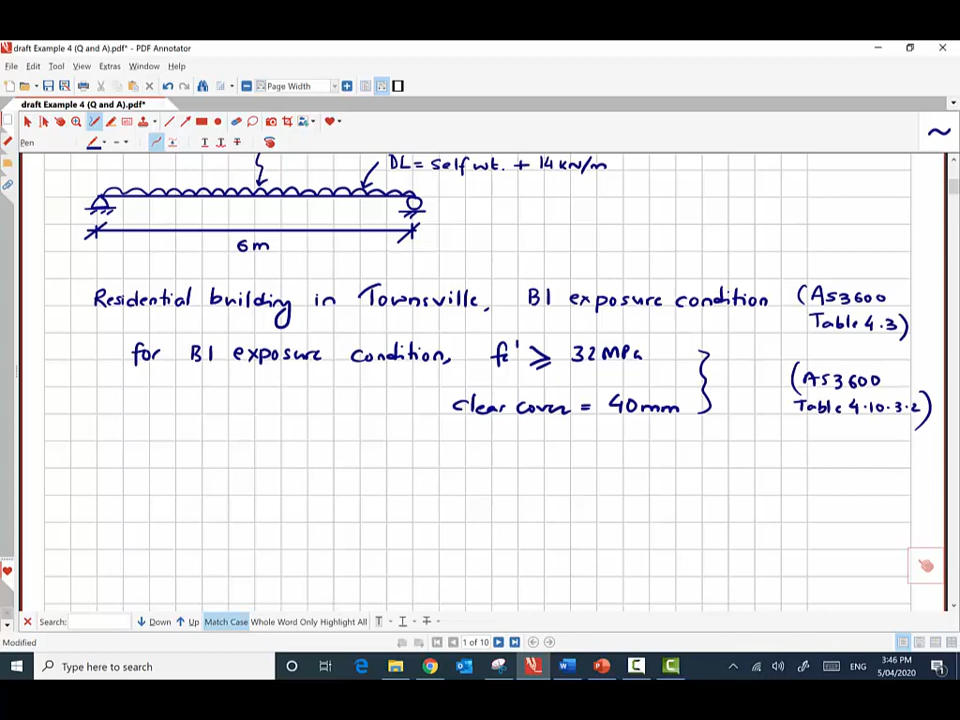 draft Example 4 (Q and A).pdf* - PDF Annotator
File Edit Tool View Extras Window Help
Page Width
draft Example 4 (Q and A).pdf*
Pen
DL = self wt. + 14 kN/m
6 m
Residential building in Townsville, B1 exposure condition (AS3600
Table 4.3)
for B1 exposure condition, fc' ⩾ 32 MPa
(AS3600
clear cover = 40mm
Table 4.10.3.2)
Search: Down Up Match Case Whole Word Only Highlight All
Modified
1 of 10
Type here to search
ENG
3:46 PM
5/04/2020
1